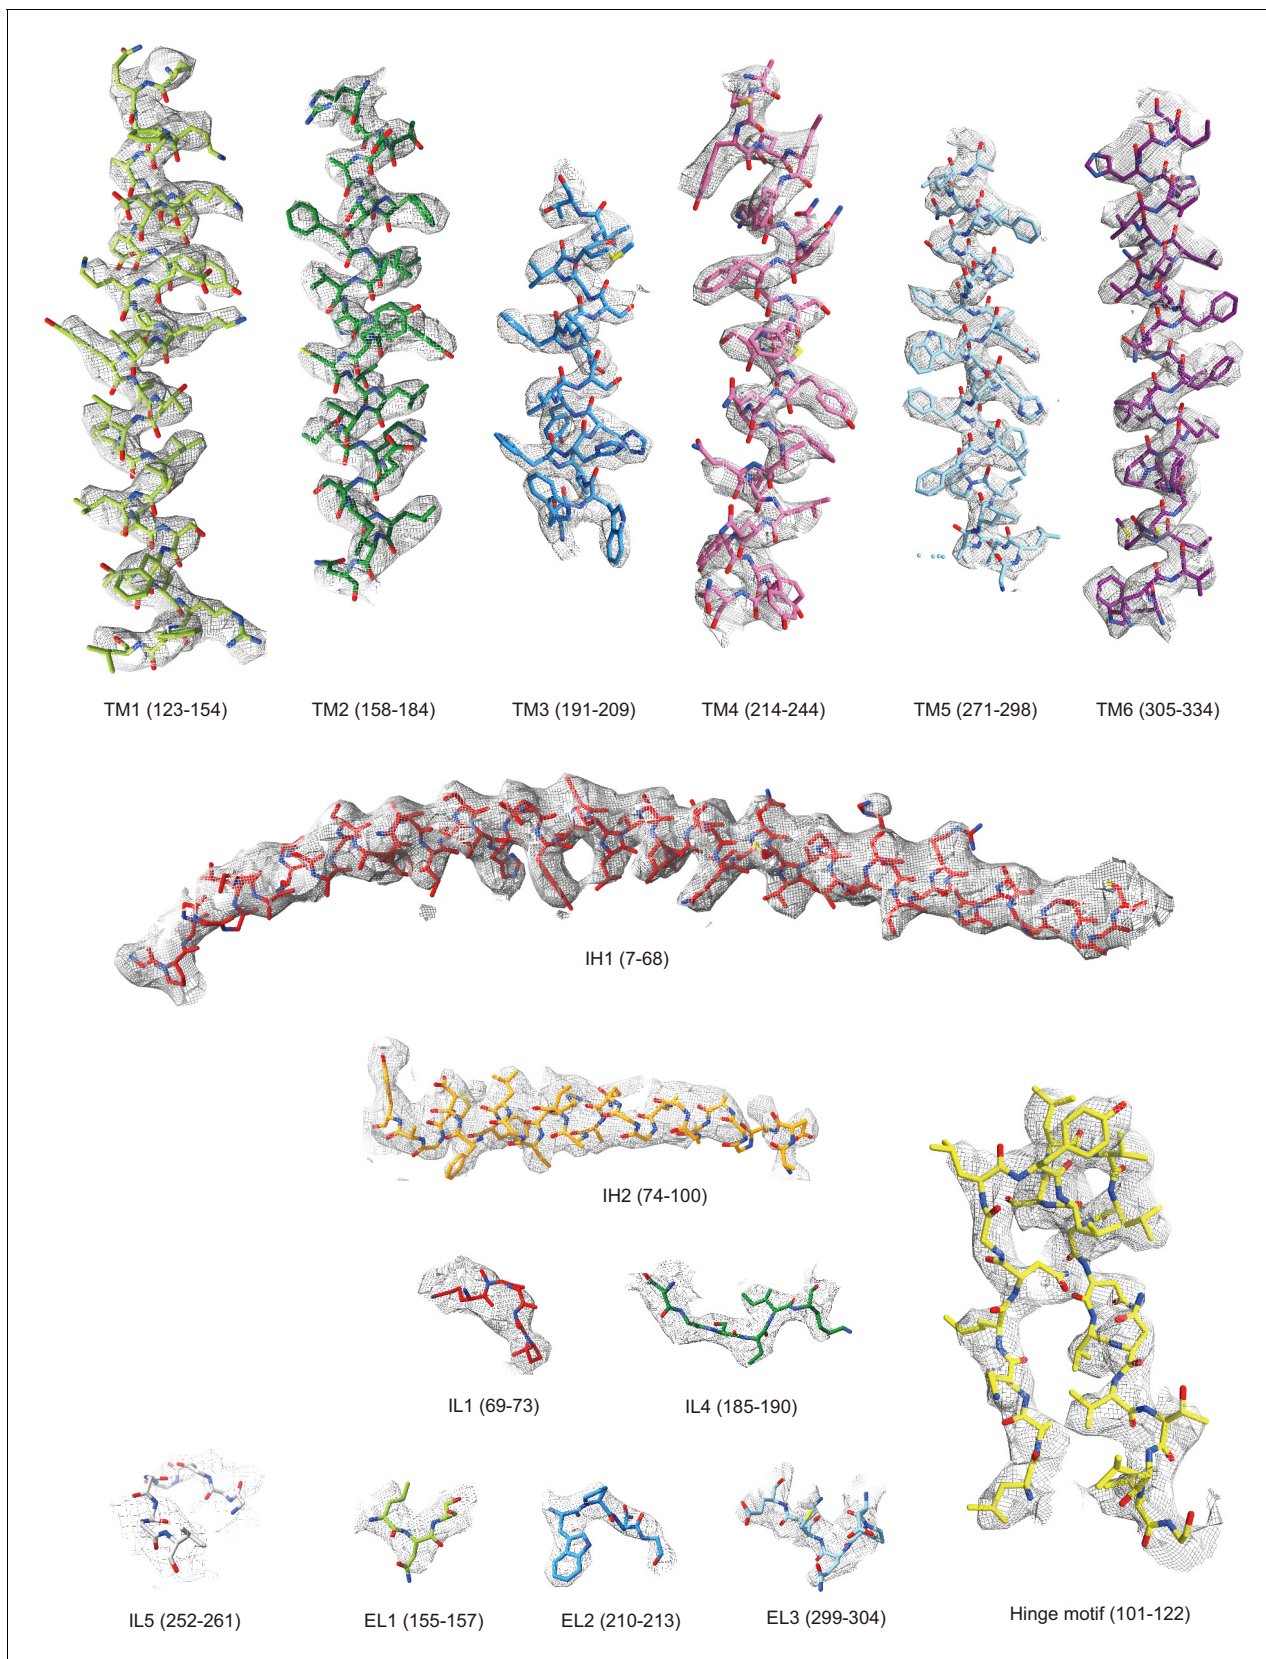 TM1 (123-154)
TM2 (158-184)
TM3 (191-209)
TM4 (214-244)
TM5 (271-298)
TM6 (305-334)
IH1 (7-68)
IH2 (74-100)
IL1 (69-73)
IL4 (185-190)
IL5 (252-261)
EL1 (155-157)
EL2 (210-213)
EL3 (299-304)
Hinge motif (101-122)